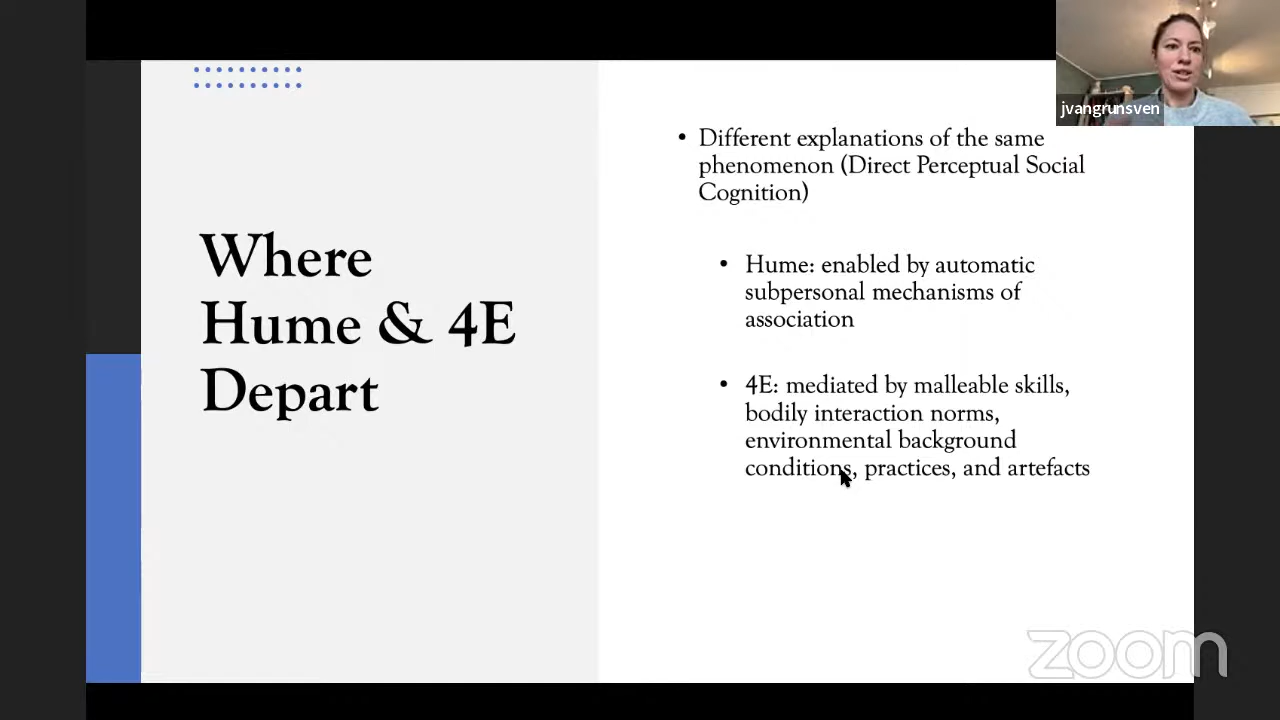 jvangrunsven
Where
Hume & 4E
Depart
• Different explanations of the same
phenomenon (Direct Perceptual Social
Cognition)
• Hume: enabled by automatic
subpersonal mechanisms of
association
• 4E: mediated by malleable skills,
bodily interaction norms,
environmental background
conditions, practices, and artefacts
zoom